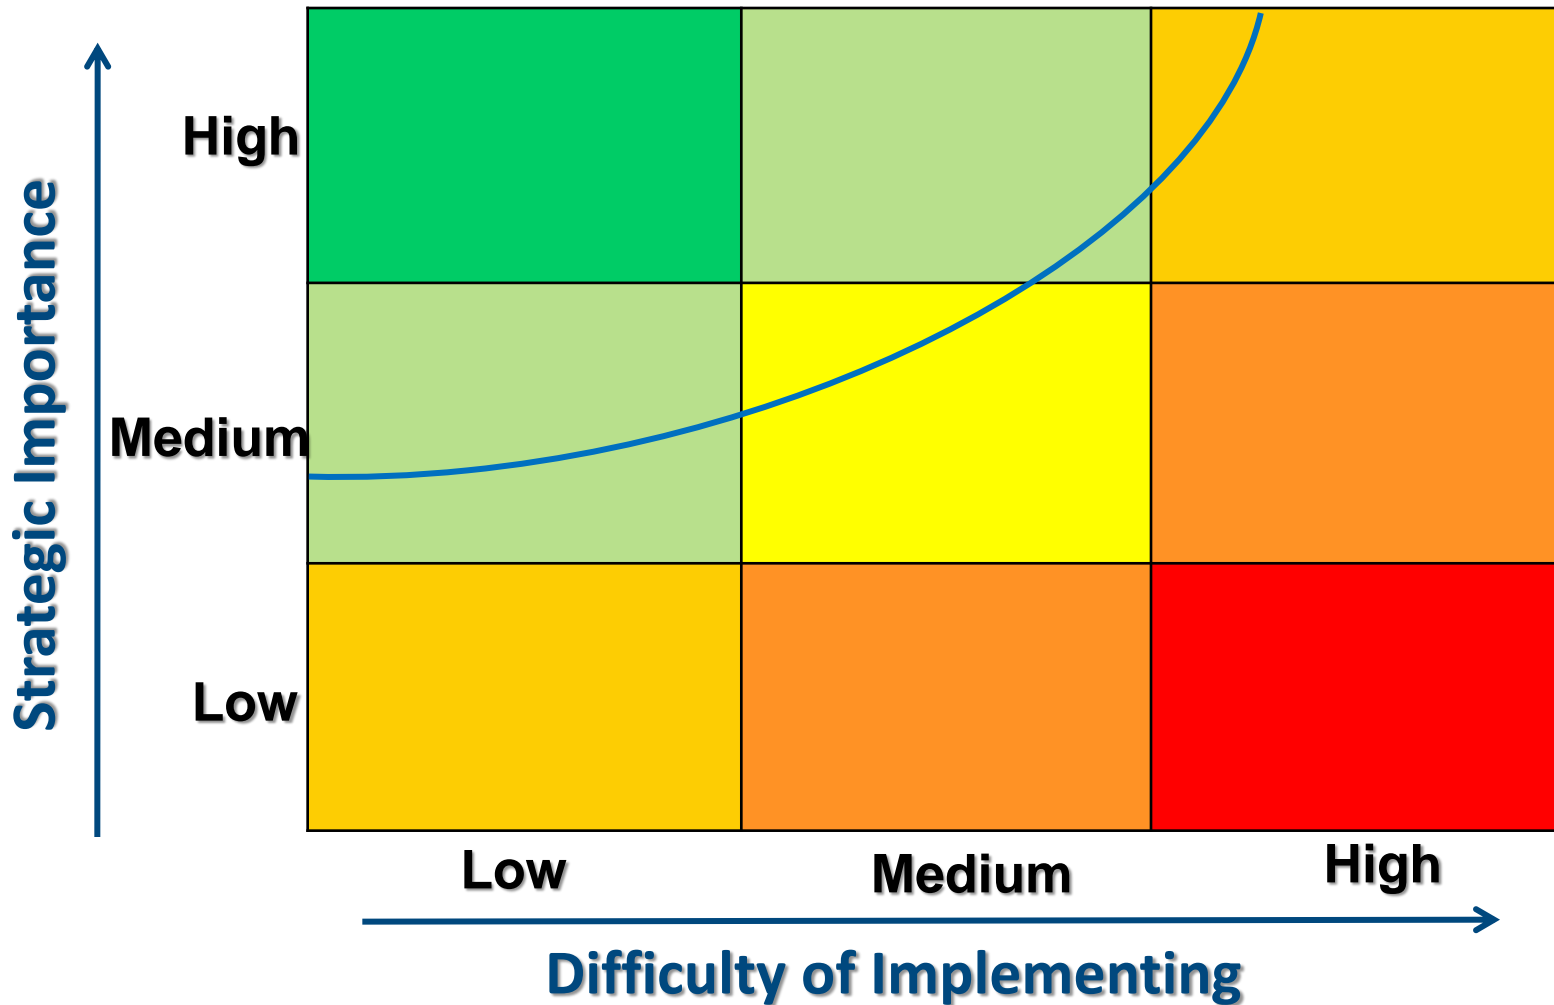 High
Strategic Importance
Medium
Low
Low
Medium
High
Difficulty of Implementing